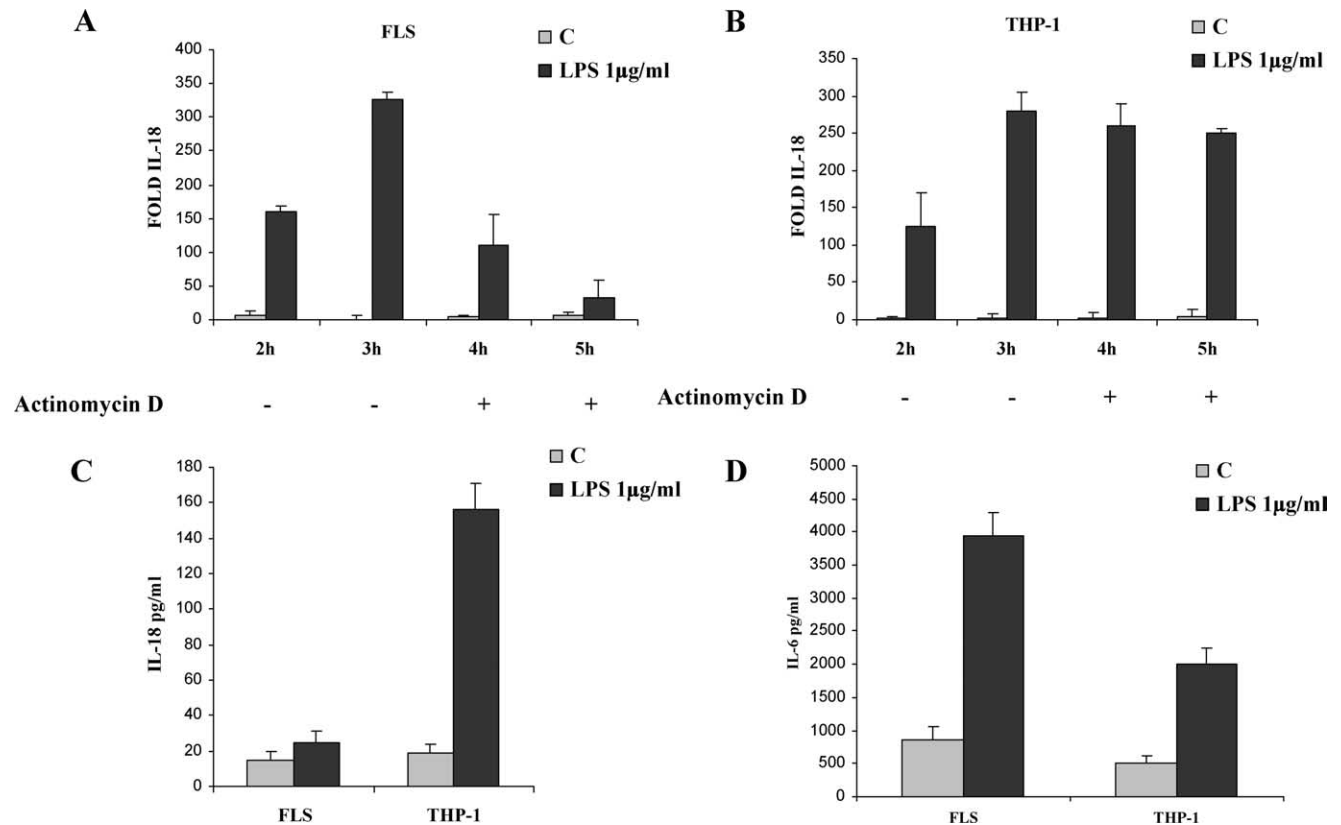 A
FLS
C
LPS 1µg/ml
400
350
300
250
200
150
100
50
0
FOLD IL-18
2h 3h 4h 5h
Actinomycin D - - + +
B
THP-1
C
LPS 1µg/ml
400
350
300
250
200
150
100
50
0
FOLD IL-18
2h 3h 4h 5h
Actinomycin D - - + +
C
C
LPS 1µg/ml
180
160
140
120
100
80
60
40
20
0
IL-18 pg/ml
FLS THP-1
D
C
LPS 1µg/ml
5000
4500
4000
3500
3000
2500
2000
1500
1000
500
0
IL-6 pg/ml
FLS THP-1